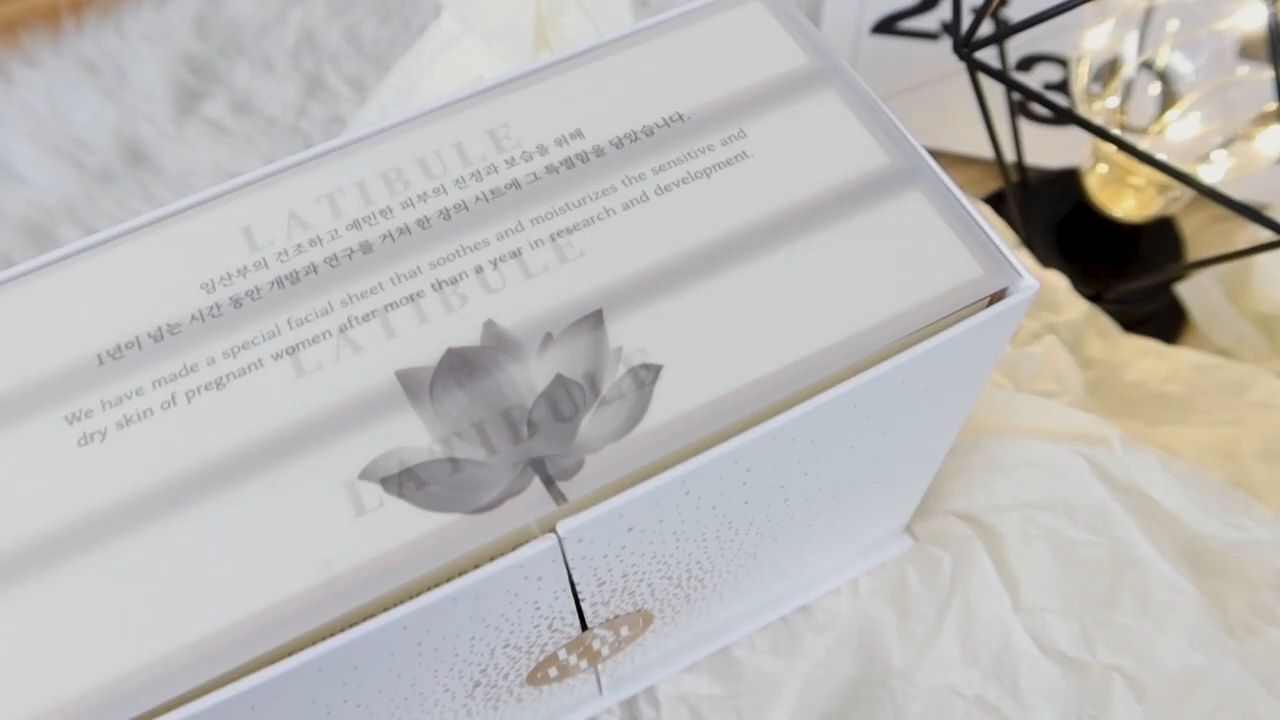 LATIBULE
임산부의 건조하고 예민한 피부의 진정과 보습을 위해
1년이 넘는 시간 동안 개발과 연구를 거쳐 한 장의 시트에 그 특별함을 담았습니다.
We have made a special facial sheet that soothes and moisturizes the sensitive and
dry skin of pregnant women after more than a year in research and development.
LATIBULE
LATIBULE
2
3